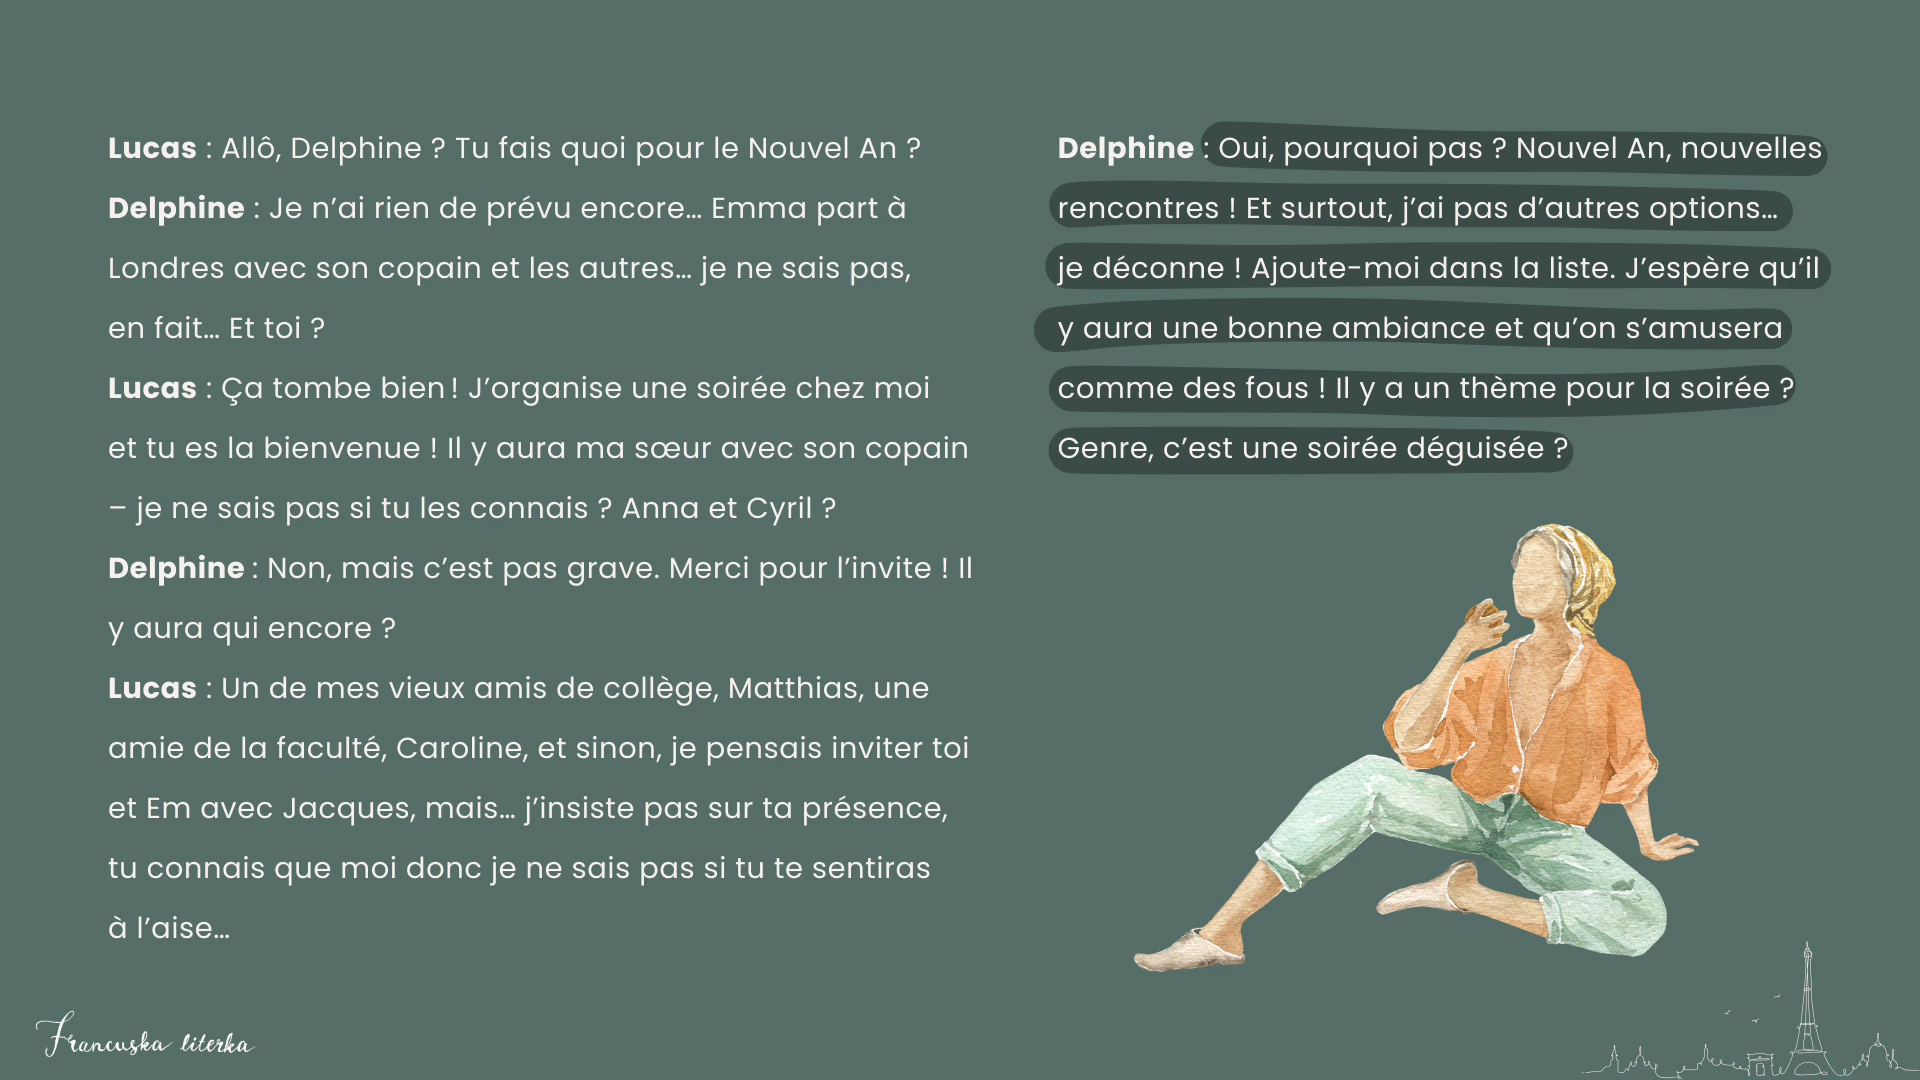 Lucas : Allô, Delphine ? Tu fais quoi pour le Nouvel An ?
Delphine : Je n’ai rien de prévu encore… Emma part à
Londres avec son copain et les autres… je ne sais pas,
en fait… Et toi ?
Lucas : Ça tombe bien ! J’organise une soirée chez moi
et tu es la bienvenue ! Il y aura ma sœur avec son copain
– je ne sais pas si tu les connais ? Anna et Cyril ?
Delphine : Non, mais c’est pas grave. Merci pour l’invite ! Il
y aura qui encore ?
Lucas : Un de mes vieux amis de collège, Matthias, une
amie de la faculté, Caroline, et sinon, je pensais inviter toi
et Em avec Jacques, mais… j’insiste pas sur ta présence,
tu connais que moi donc je ne sais pas si tu te sentiras
à l’aise…
Delphine : Oui, pourquoi pas ? Nouvel An, nouvelles
rencontres ! Et surtout, j’ai pas d’autres options…
je déconne ! Ajoute-moi dans la liste. J’espère qu’il
y aura une bonne ambiance et qu’on s’amusera
comme des fous ! Il y a un thème pour la soirée ?
Genre, c’est une soirée déguisée ?
Francuska literka